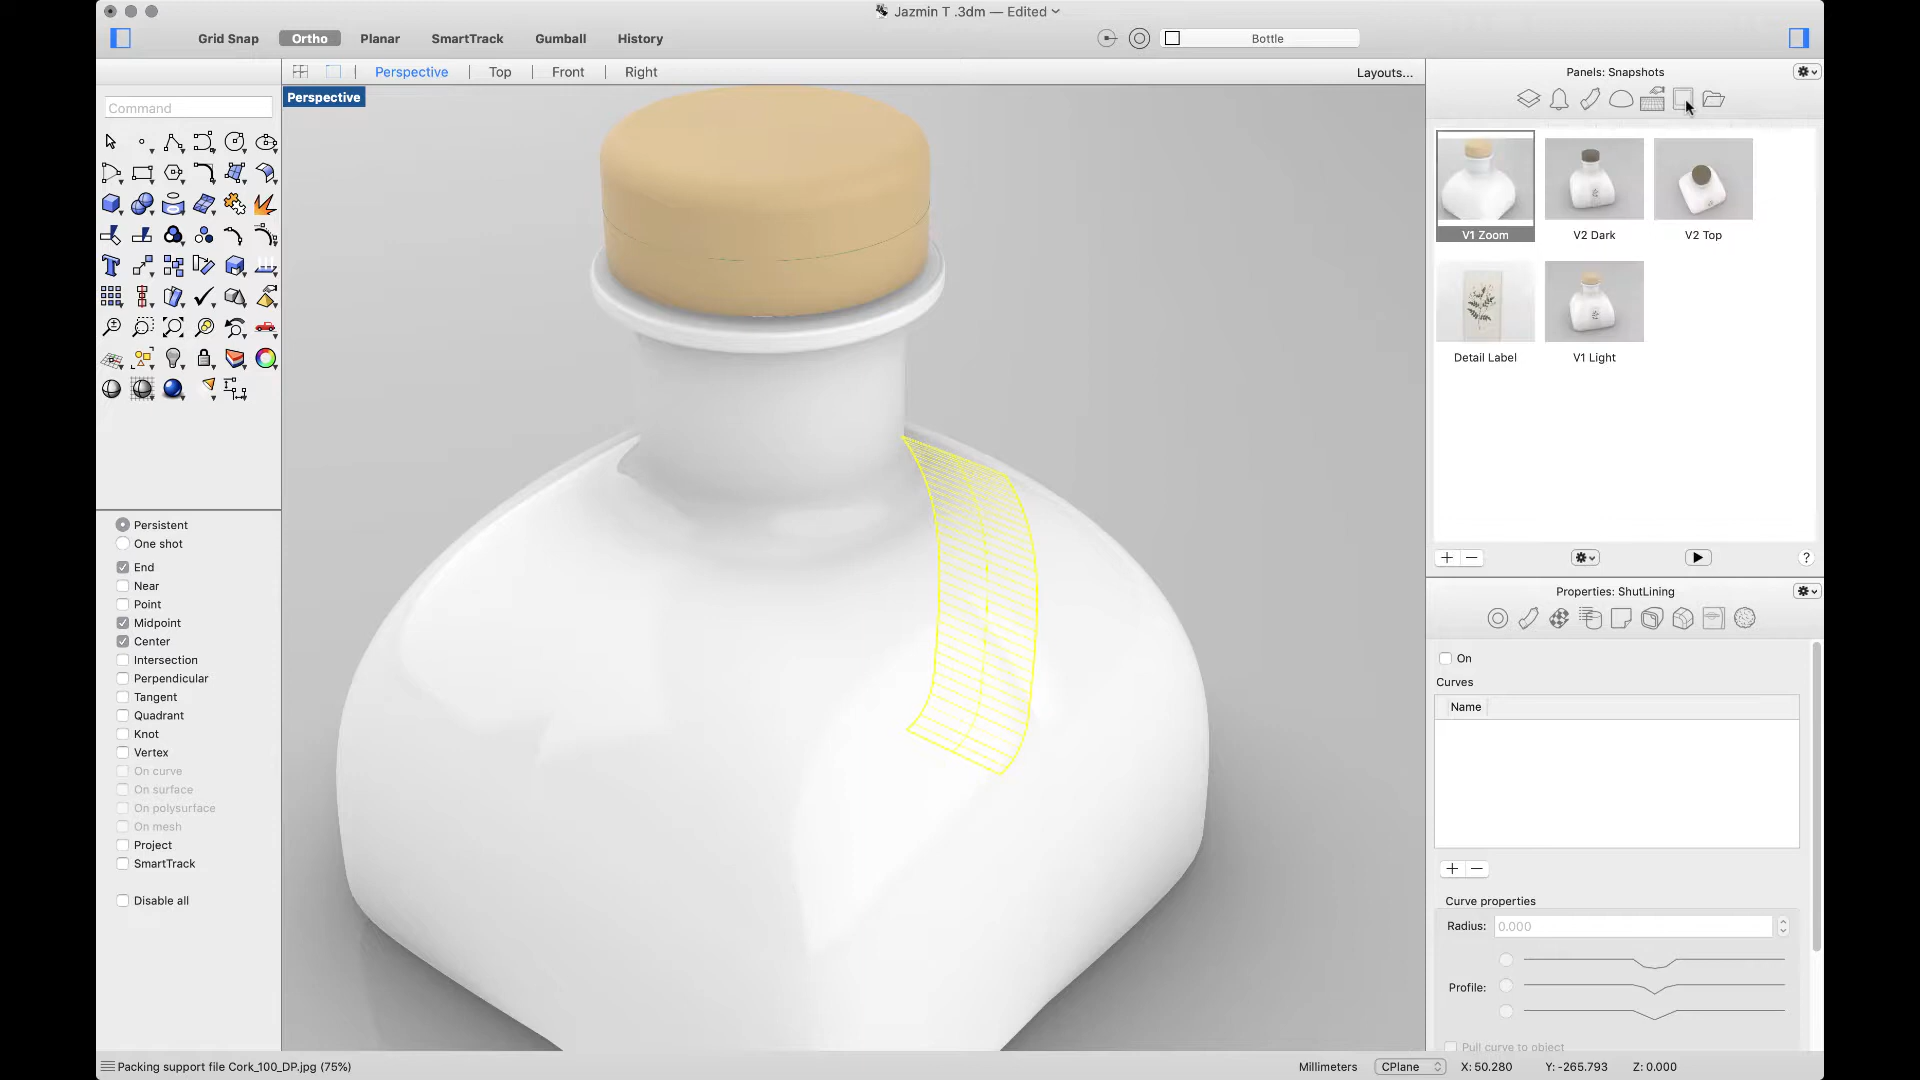 Jazmin T .3dm — Edited
Grid Snap
Ortho
Planar
SmartTrack
Gumball
History
Bottle
Perspective
Top
Front
Right
Layouts...
Panels: Snapshots
Command
Perspective
V1 Zoom
V2 Dark
V2 Top
Detail Label
V1 Light
Persistent
One shot
End
Near
Point
Midpoint
Center
Intersection
Perpendicular
Tangent
Quadrant
Knot
Vertex
On curve
On surface
On polysurface
On mesh
Project
SmartTrack
Disable all
?
Properties: ShutLining
On
Curves
Name
Curve properties
Radius:
0.000
Profile:
Pull curve to object
Packing support file Cork_100_DP.jpg (75%)
Millimeters
CPlane
X: 50.280
Y: -265.793
Z: 0.000